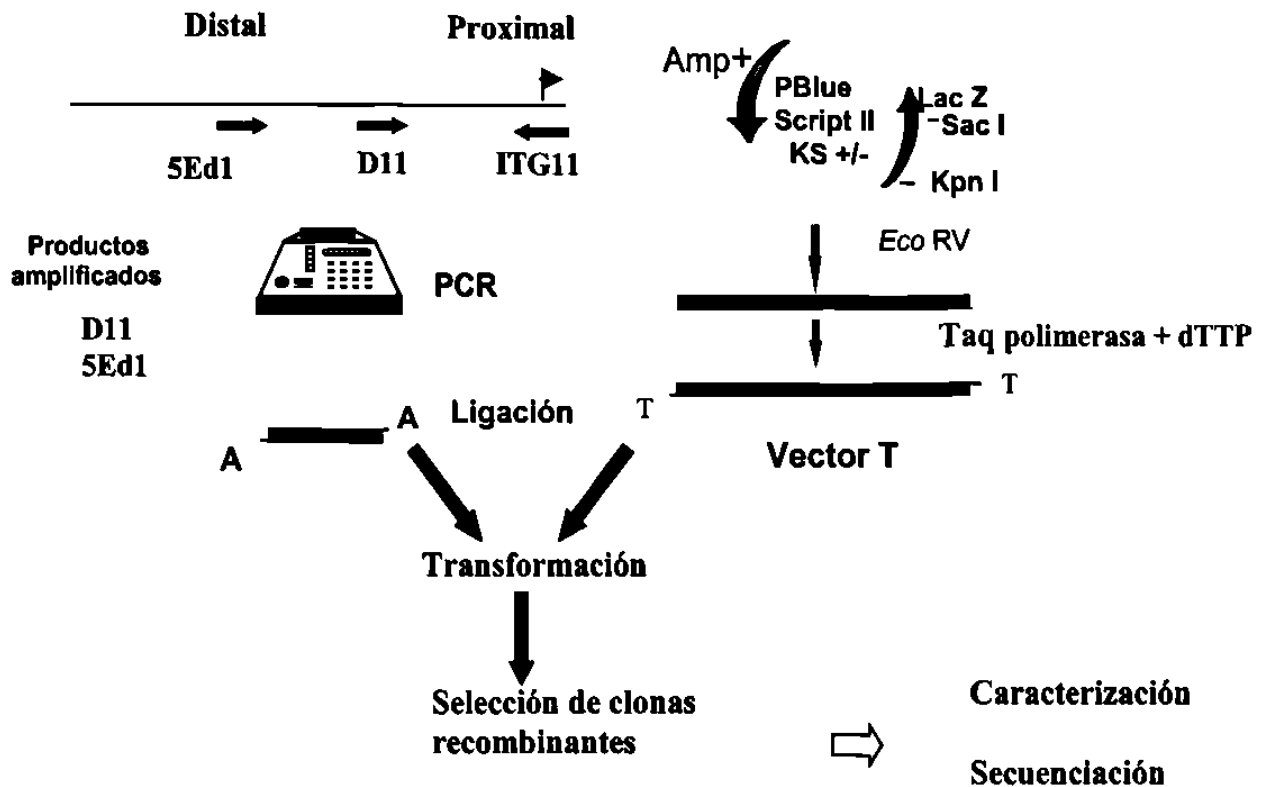 Distal
Proximal
5Ed1
D11
ITG11
Amp+
PBlue
Script II
KS +/-
Lac Z
Sac I
Kpn I
Eco RV
Productos
amplificados
D11
5Ed1
PCR
Taq polimerasa + dTTP
T
T
Vector T
Ligación
A
A
Transformación
Selección de clonas
recombinantes
Caracterización
Secuenciación